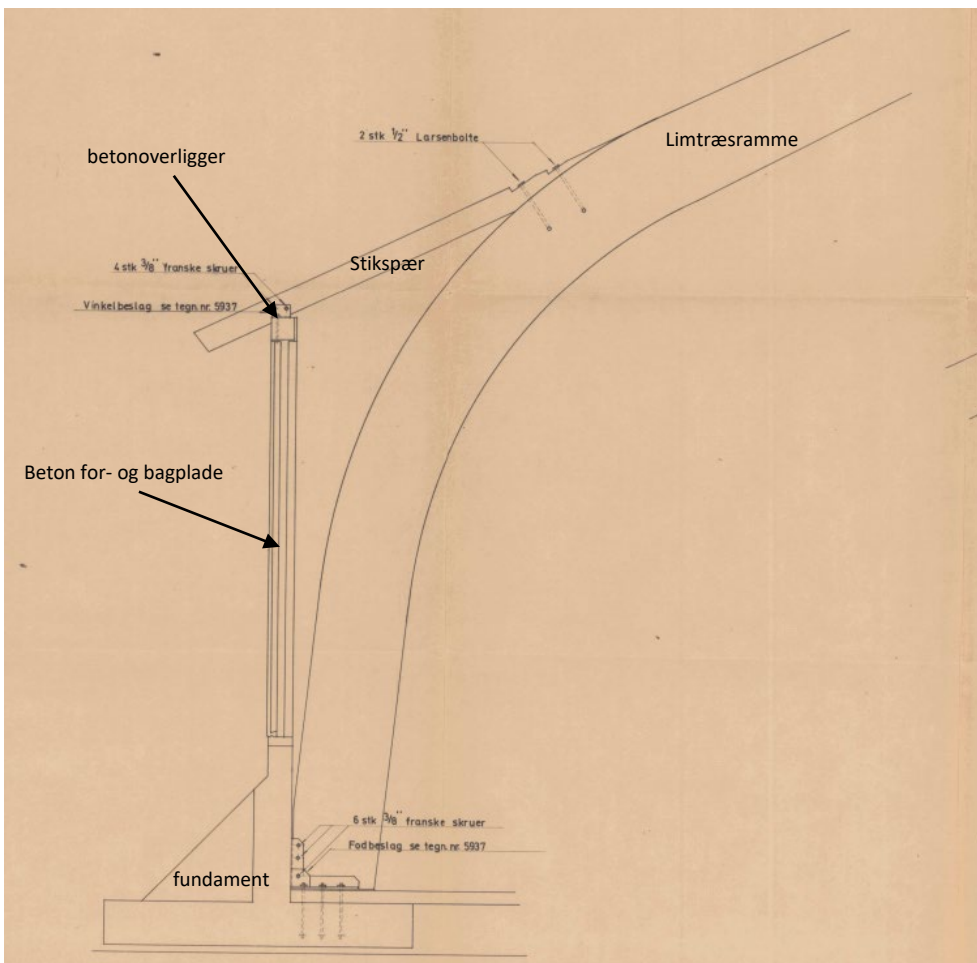 2 stk 1/2" Larsenbolte
Limtræsramme
betonoverligger
Stikspær
4 stk 3/8" franske skruer
Vinkelbeslag se tegn. nr. 5937
Beton for- og bagplade
6 stk 3/8" franske skruer
Fodbeslag se tegn. nr. 5937
fundament